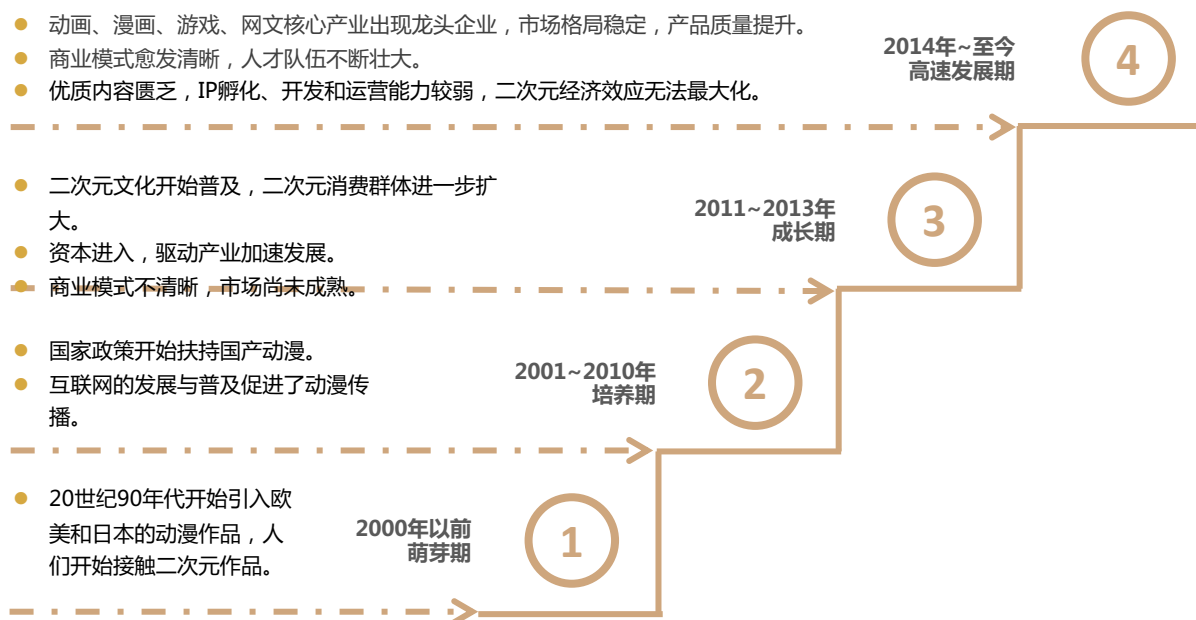 动画、漫画、游戏、网文核心产业出现龙头企业，市场格局稳定，产品质量提升。
商业模式愈发清晰，人才队伍不断壮大。
优质内容匮乏，IP孵化、开发和运营能力较弱，二次元经济效应无法最大化。
2014年~至今
高速发展期
4
二次元文化开始普及，二次元消费群体进一步扩
大。
资本进入，驱动产业加速发展。
商业模式不清晰，市场尚未成熟。
2011~2013年
成长期
3
国家政策开始扶持国产动漫。
互联网的发展与普及促进了动漫传
播。
2001~2010年
培养期
2
20世纪90年代开始引入欧
美和日本的动漫作品，人
们开始接触二次元作品。
2000年以前
萌芽期
1